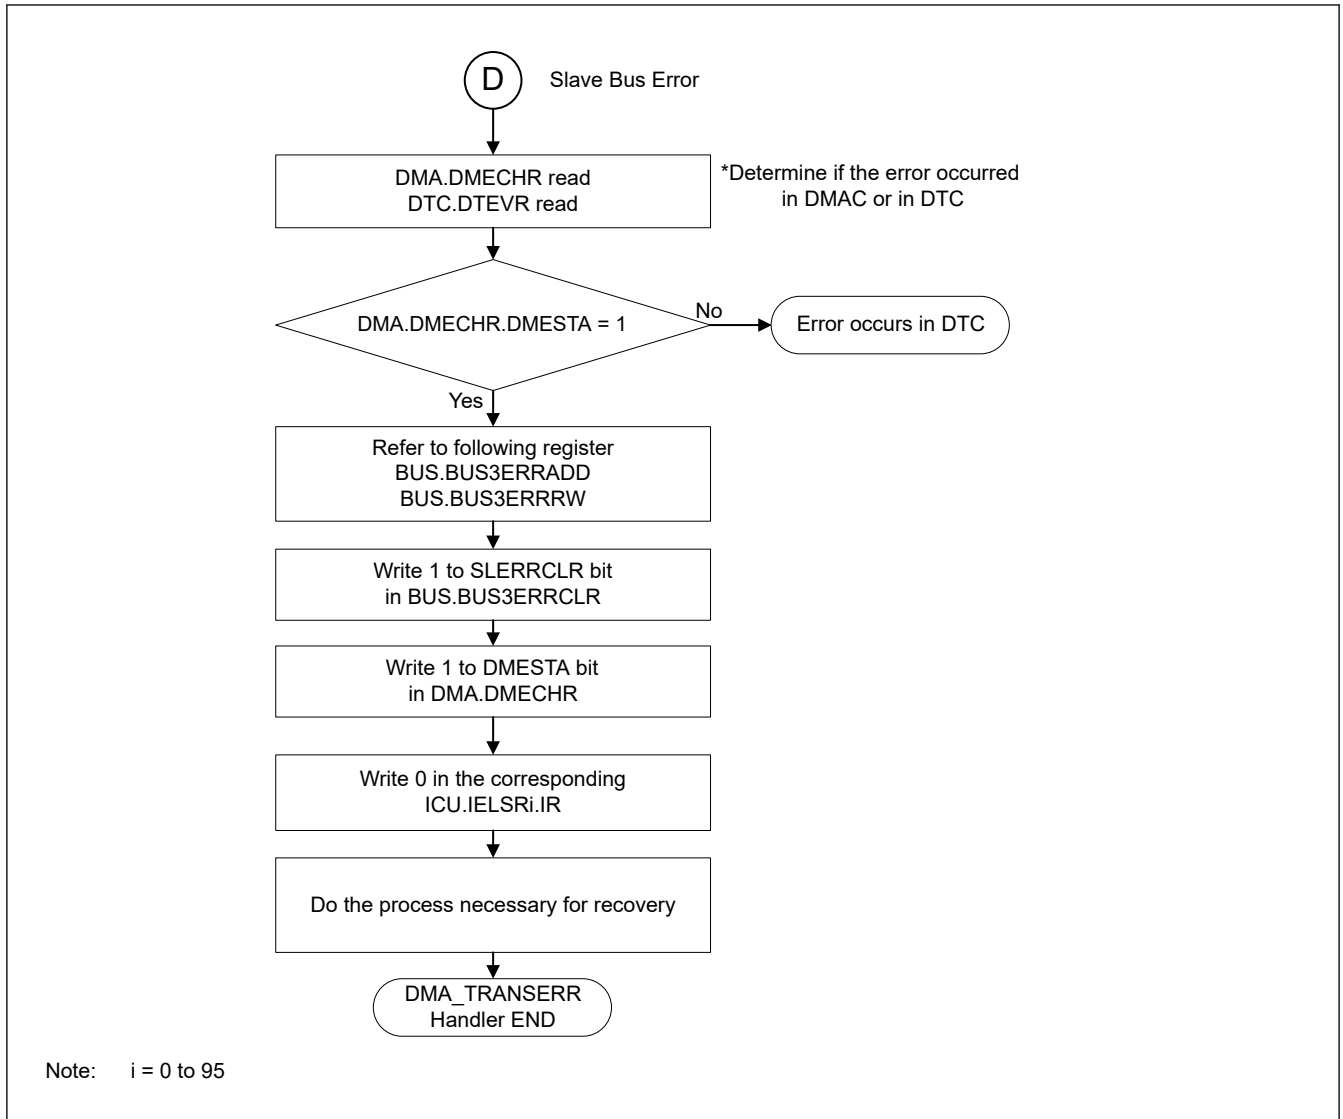 D
Slave Bus Error
DMA.DMECHR read
DTC.DTEVR read
*Determine if the error occurred
in DMAC or in DTC
DMA.DMECHR.DMESTA = 1
No
Error occurs in DTC
Yes
Refer to following register
BUS.BUS3ERRADD
BUS.BUS3ERRRW
Write 1 to SLERRCLR bit
in BUS.BUS3ERRCLR
Write 1 to DMESTA bit
in DMA.DMECHR
Write 0 in the corresponding
ICU.IELSRi.IR
Do the process necessary for recovery
DMA_TRANSERR
Handler END
Note: i = 0 to 95